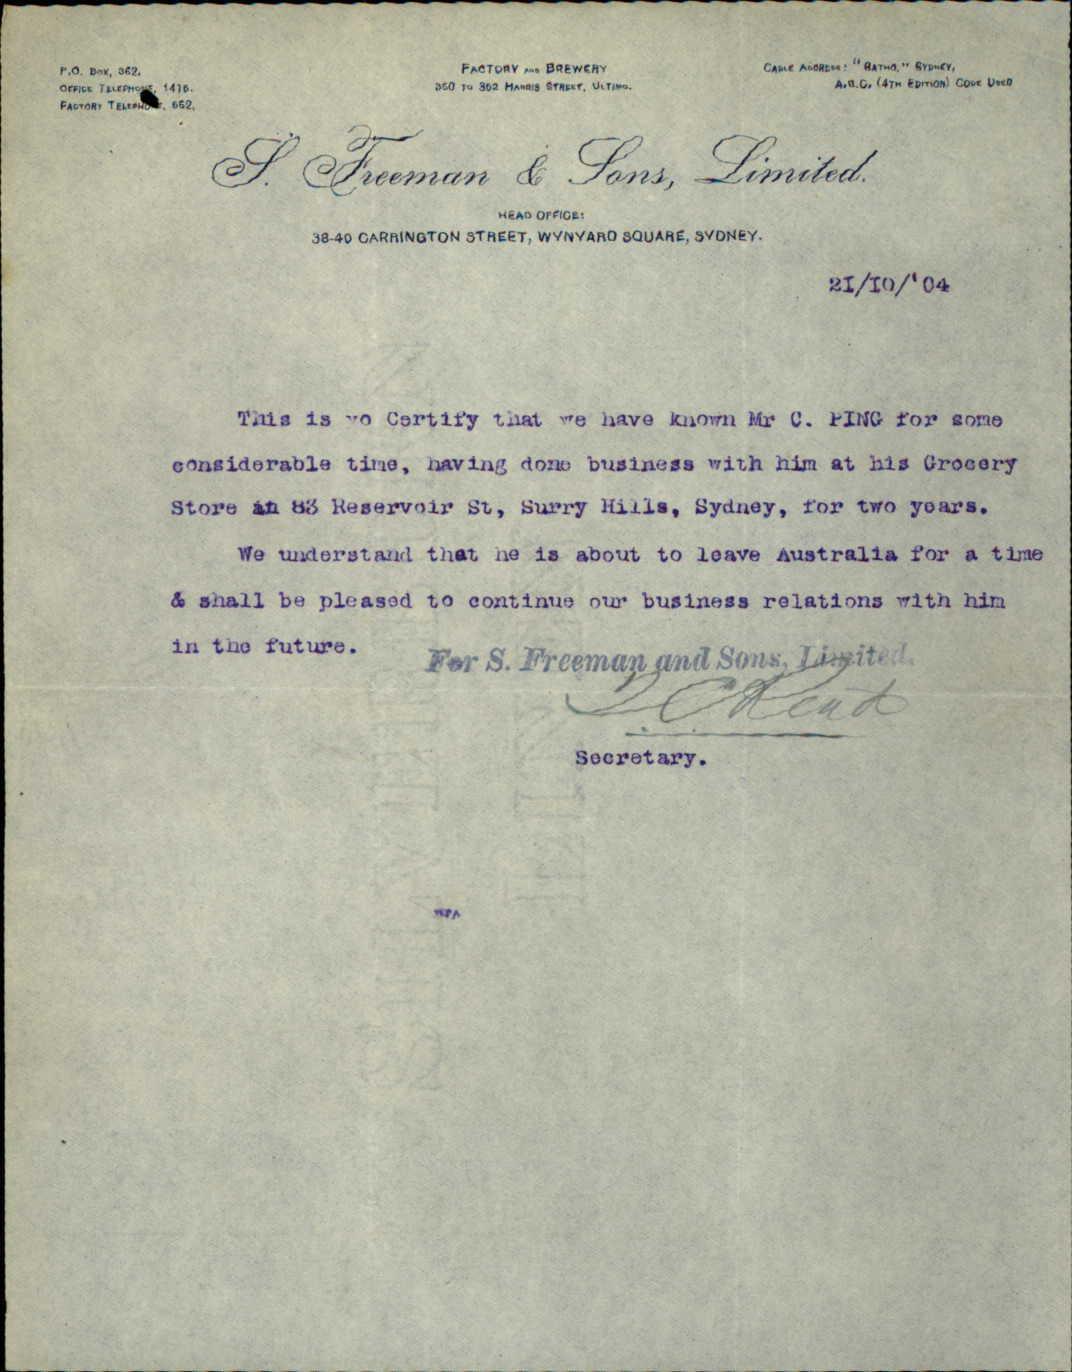 P.O. Box, 362.
Office Telephone, 1416.
Factory Telephone, 662.
Factory and Brewery
350 to 362 Harris Street, Ultimo.
Cable Address: "Ratho," Sydney,
A.B.C. (4th Edition) Code Used
S. Freeman & Sons, Limited.
HEAD OFFICE:
38-40 CARRINGTON STREET, WYNYARD SQUARE, SYDNEY.
21/10/'04
This is to Certify that we have known Mr C. PING for some
considerable time, having done business with him at his Grocery
Store in 83 Reservoir St, Surry Hills, Sydney, for two years.
We understand that he is about to leave Australia for a time
& shall be pleased to continue our business relations with him
in the future.
For S. Freeman and Sons, Limited.
Secretary.